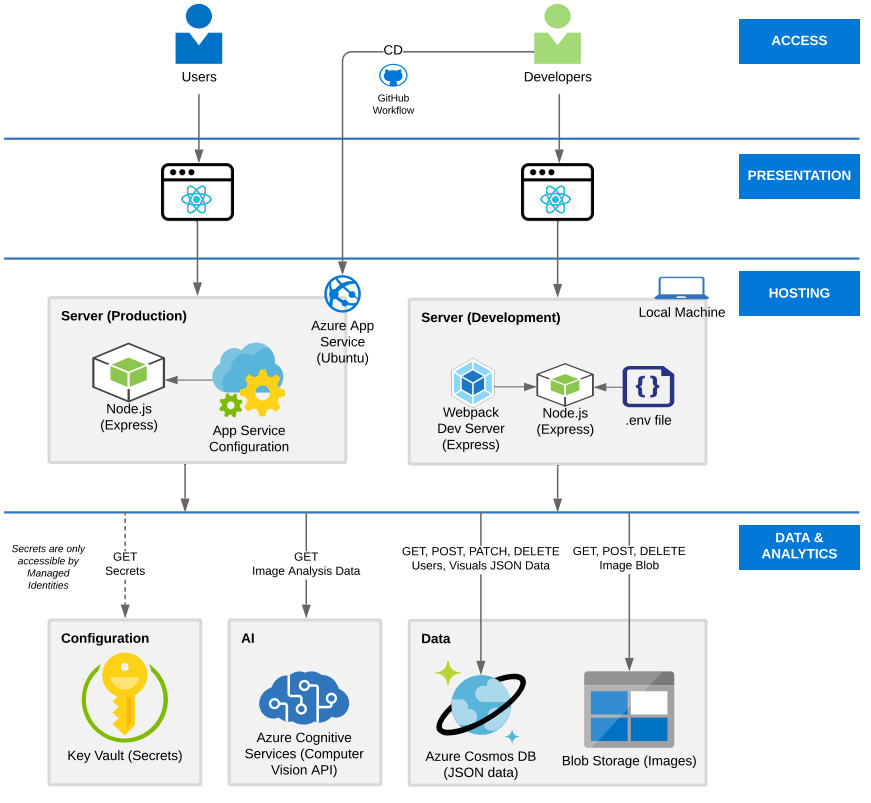 Users
CD
GitHub
Workflow
Developers
ACCESS
PRESENTATION
HOSTING
Server (Production)
Azure App
Service
(Ubuntu)
Node.js
(Express)
App Service
Configuration
Server (Development)
Local Machine
Webpack
Dev Server
(Express)
Node.js
(Express)
{ }
.env file
DATA &
ANALYTICS
Secrets are only
accessible by
Managed
Identities
GET
Secrets
GET
Image Analysis Data
GET, POST, PATCH, DELETE
Users, Visuals JSON Data
GET, POST, DELETE
Image Blob
Configuration
Key Vault (Secrets)
AI
Azure Cognitive
Services (Computer
Vision API)
Data
Azure Cosmos DB
(JSON data)
Blob Storage (Images)